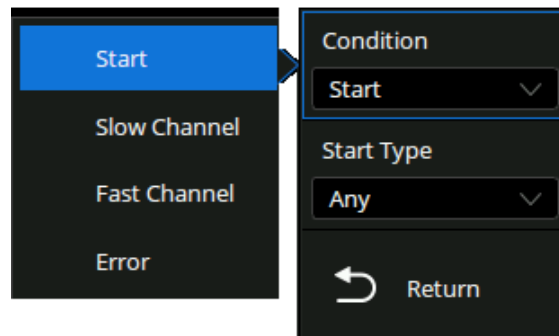 Start
Slow Channel
Fast Channel
Error
Condition
Start
Start Type
Any
Return